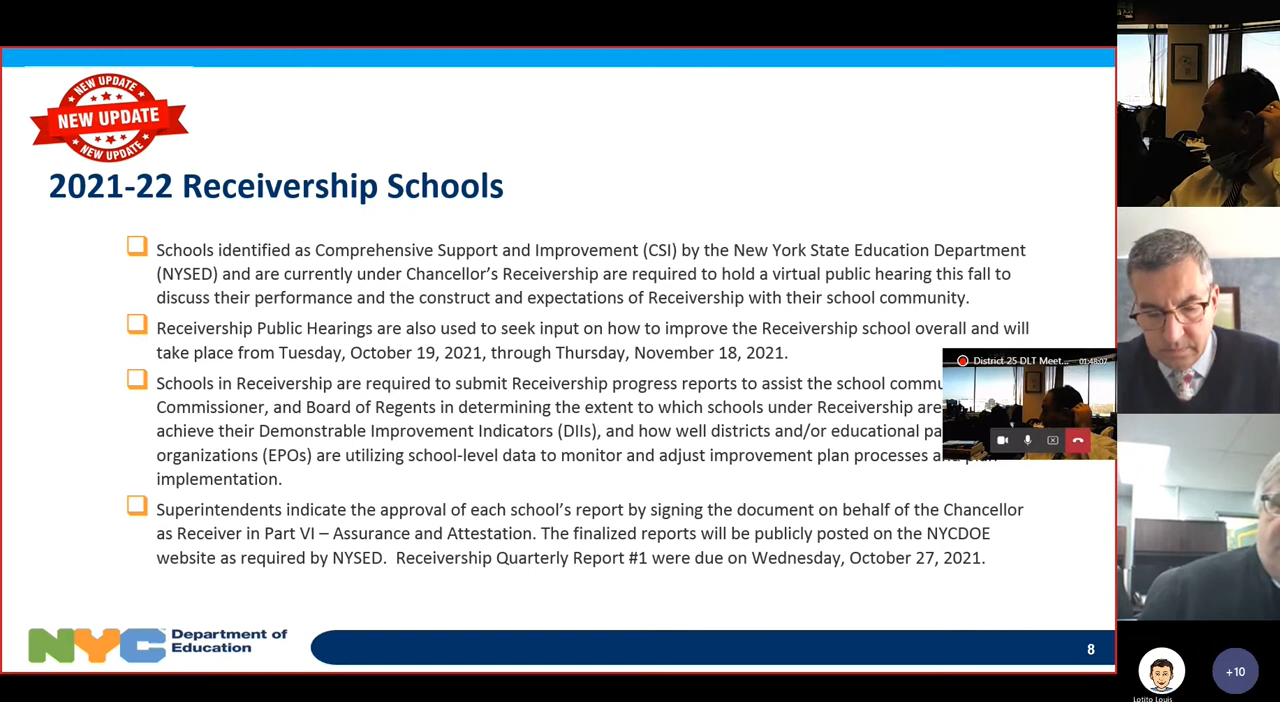 NEW UPDATE
NEW UPDATE
NEW UPDATE
2021-22 Receivership Schools
Schools identified as Comprehensive Support and Improvement (CSI) by the New York State Education Department
(NYSED) and are currently under Chancellor’s Receivership are required to hold a virtual public hearing this fall to
discuss their performance and the construct and expectations of Receivership with their school community.
Receivership Public Hearings are also used to seek input on how to improve the Receivership school overall and will
take place from Tuesday, October 19, 2021, through Thursday, November 18, 2021.
Schools in Receivership are required to submit Receivership progress reports to assist the school
Commissioner, and Board of Regents in determining the extent to which schools under Receivership are
achieve their Demonstrable Improvement Indicators (DIIs), and how well districts and/or educational
organizations (EPOs) are utilizing school-level data to monitor and adjust improvement plan processes
implementation.
Superintendents indicate the approval of each school’s report by signing the document on behalf of the Chancellor
as Receiver in Part VI – Assurance and Attestation. The finalized reports will be publicly posted on the NYCDOE
website as required by NYSED.  Receivership Quarterly Report #1 were due on Wednesday, October 27, 2021.
District 25 DLT Meet... 01:48:07
NYC Department of
Education
8
+10
Lotito Louis